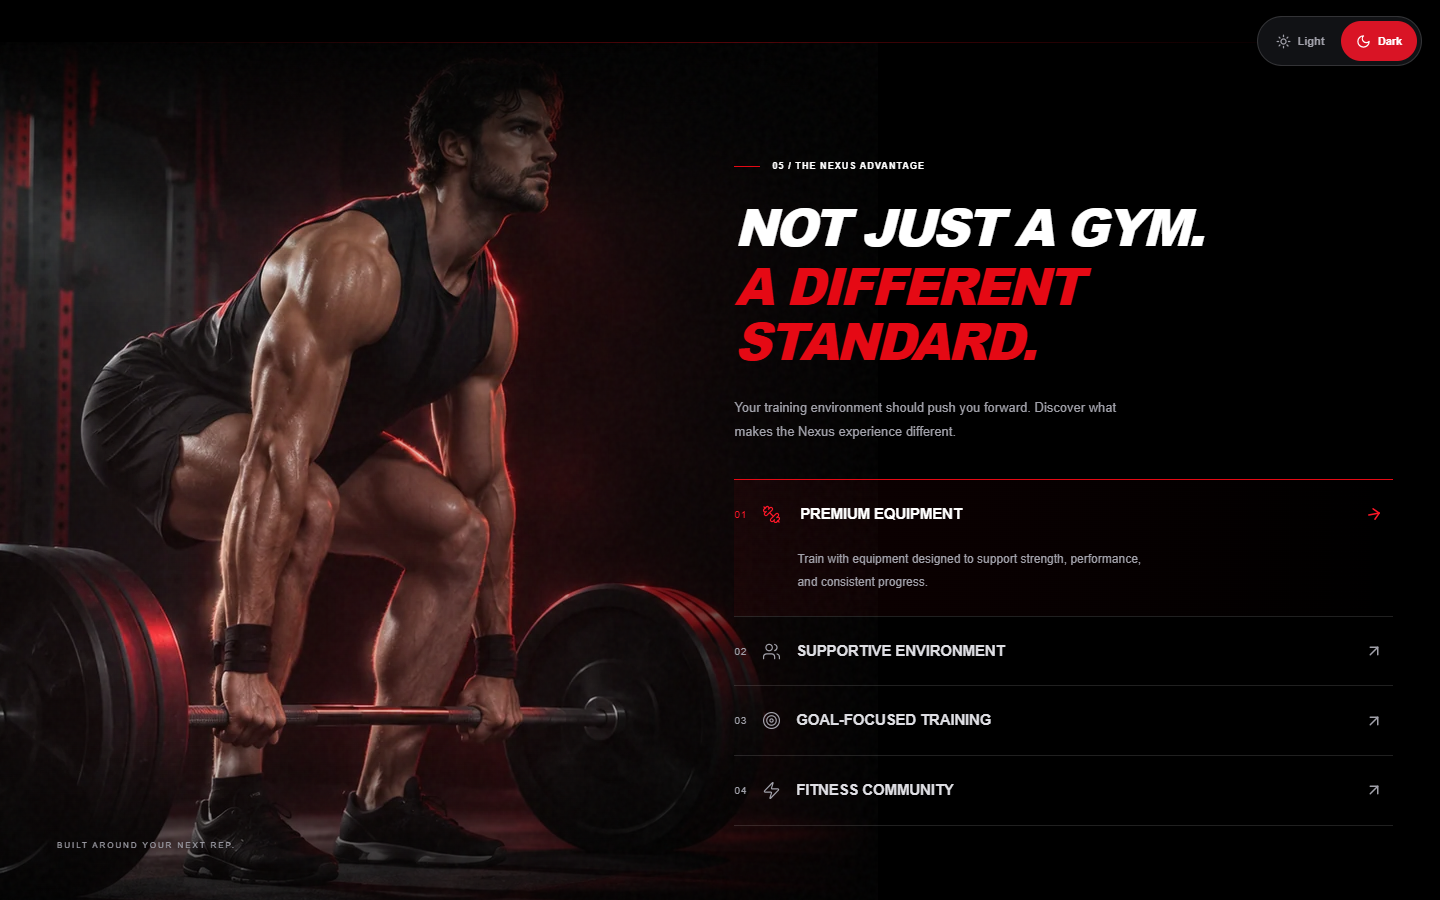 Light
Dark
05 / THE NEXUS ADVANTAGE
NOT JUST A GYM.
A DIFFERENT
STANDARD.
Your training environment should push you forward. Discover what
makes the Nexus experience different.
01 PREMIUM EQUIPMENT
Train with equipment designed to support strength, performance,
and consistent progress.
02 SUPPORTIVE ENVIRONMENT
03 GOAL-FOCUSED TRAINING
04 FITNESS COMMUNITY
BUILT AROUND YOUR NEXT REP.